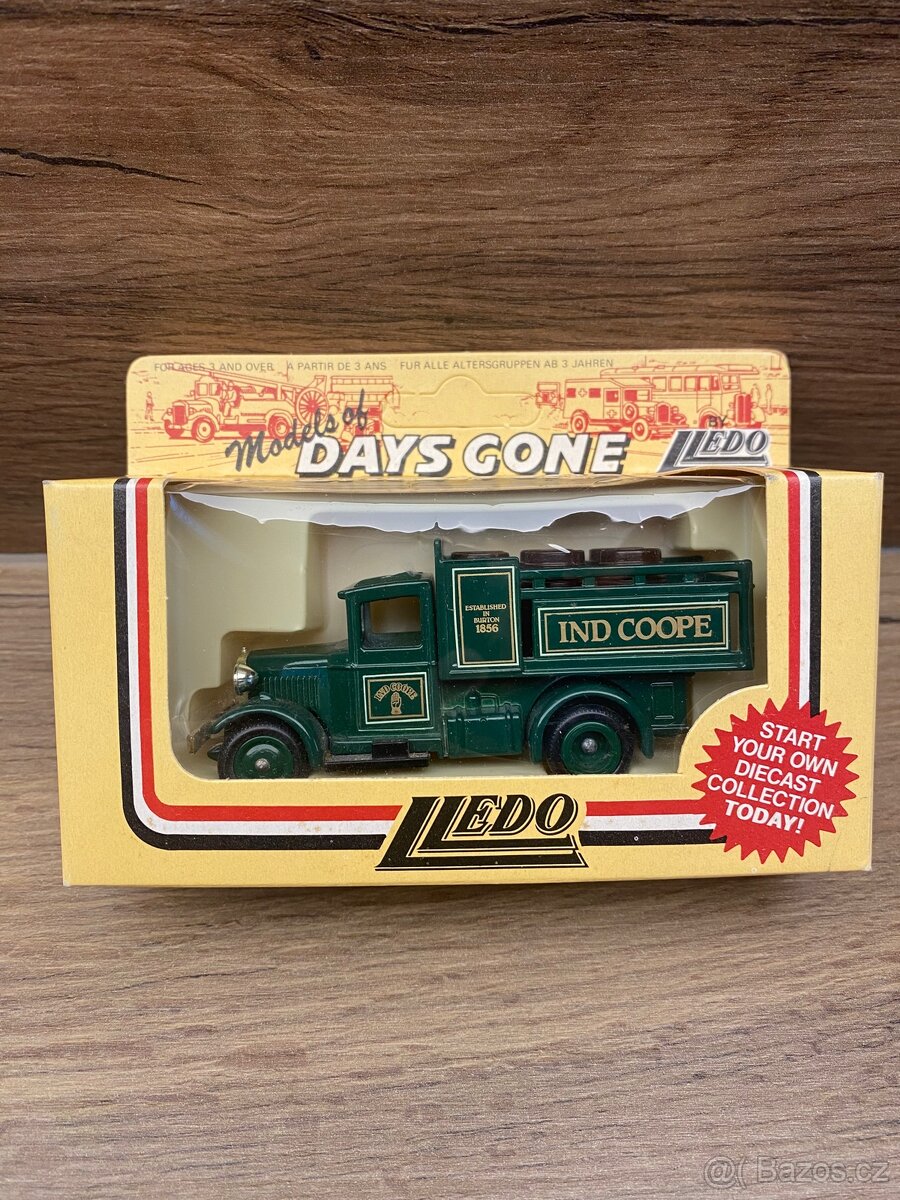 FOR AGES 3 AND OVER A PARTIR DE 3 ANS FUR ALLE ALTERSGRUPPEN AB 3 JAHREN
Models of
DAYS GONE
BY
LLEDO
ESTABLISHED
IN
BURTON
1856
IND COOPE
IND COOPE
START
YOUR OWN
DIECAST
COLLECTION
TODAY!
LLEDO
@( Bazos.cz